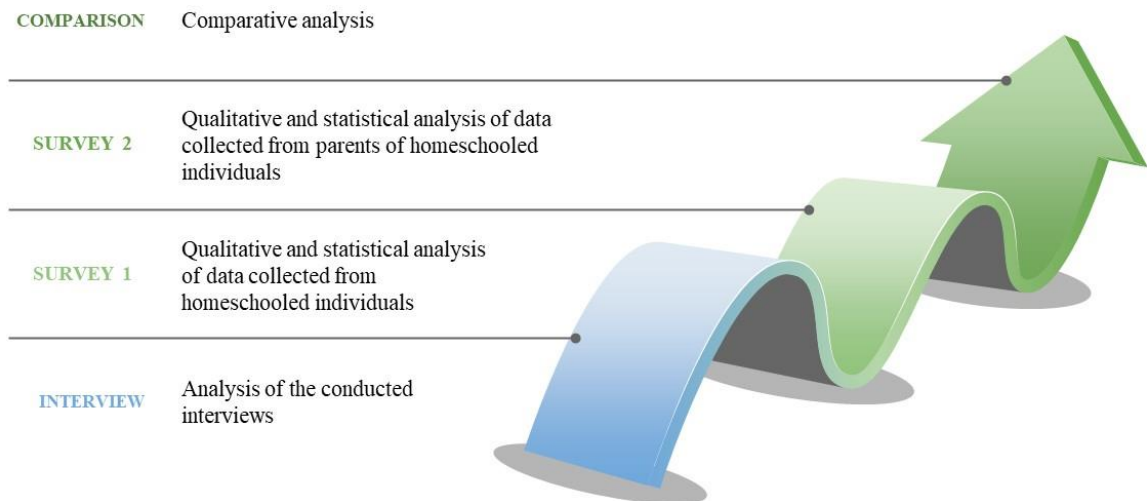 COMPARISON
Comparative analysis
SURVEY 2
Qualitative and statistical analysis of data
collected from parents of homeschooled
individuals
SURVEY 1
Qualitative and statistical analysis
of data collected from
homeschooled individuals
INTERVIEW
Analysis of the conducted
interviews